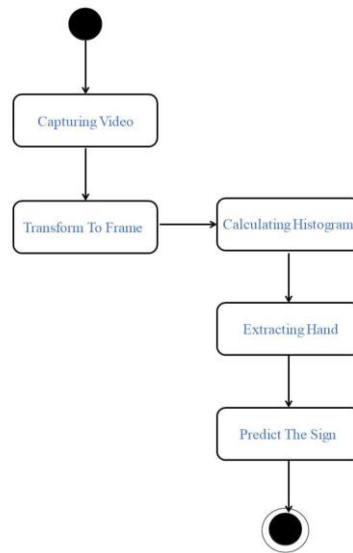 Capturing Video
Transform To Frame
Calculating Histogram
Extracting Hand
Predict The Sign